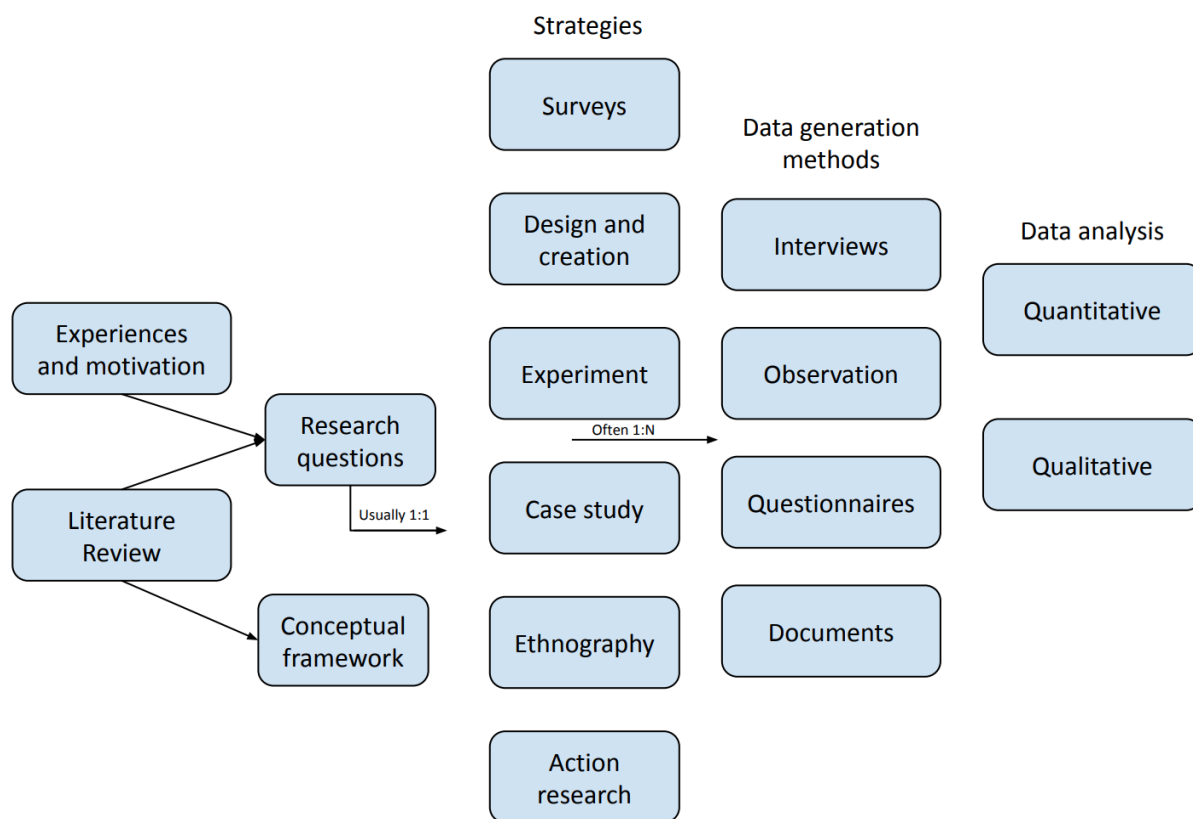 Strategies
Surveys
Design and
creation
Experiment
Often 1:N
Case study
Ethnography
Action
research
Data generation
methods
Interviews
Observation
Questionnaires
Documents
Data analysis
Quantitative
Qualitative
Experiences
and motivation
Literature
Review
Research
questions
Usually 1:1
Conceptual
framework